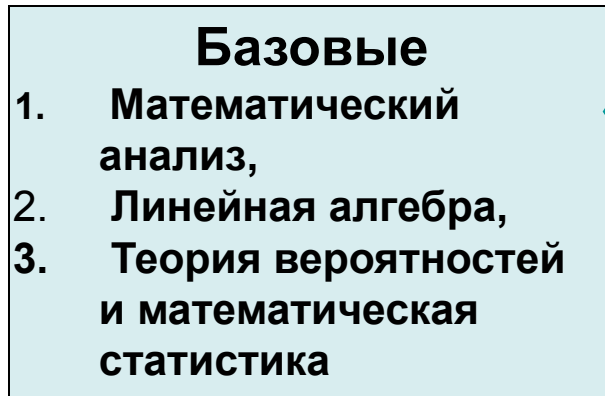 Базовые
1. Математический
анализ,
2. Линейная алгебра,
3. Теория вероятностей
и математическая
статистика